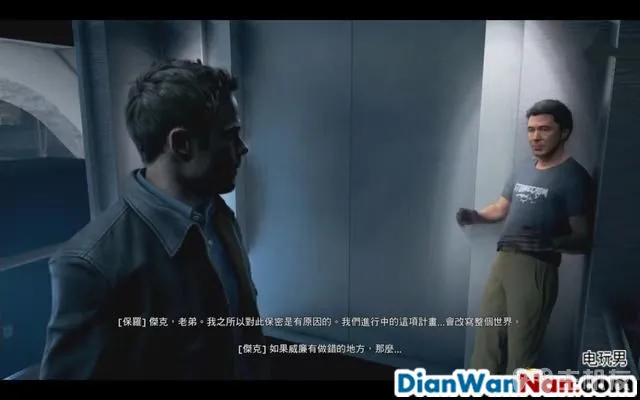 TOMECROW
[保羅] 傑克，老弟。我之所以對此保密是有原因的。我們進行中的這項計畫...會改寫整個世界。
[傑克] 如果威廉有做錯的地方，那麼...
电玩男
DianWanNan.com